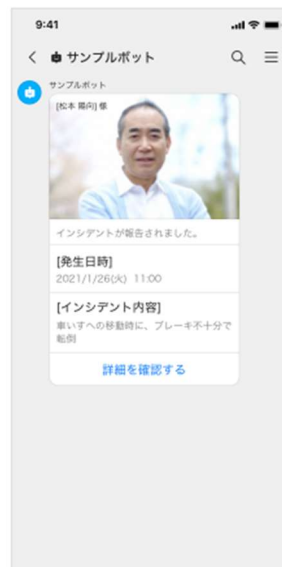 9:41
サンプルボット
サンプルボット
[松本 陽向] 様
インシデントが報告されました。
[発生日時]
2021/1/26(火) 11:00
[インシデント内容]
車いすへの移動時に、ブレーキ不十分で
転倒
詳細を確認する